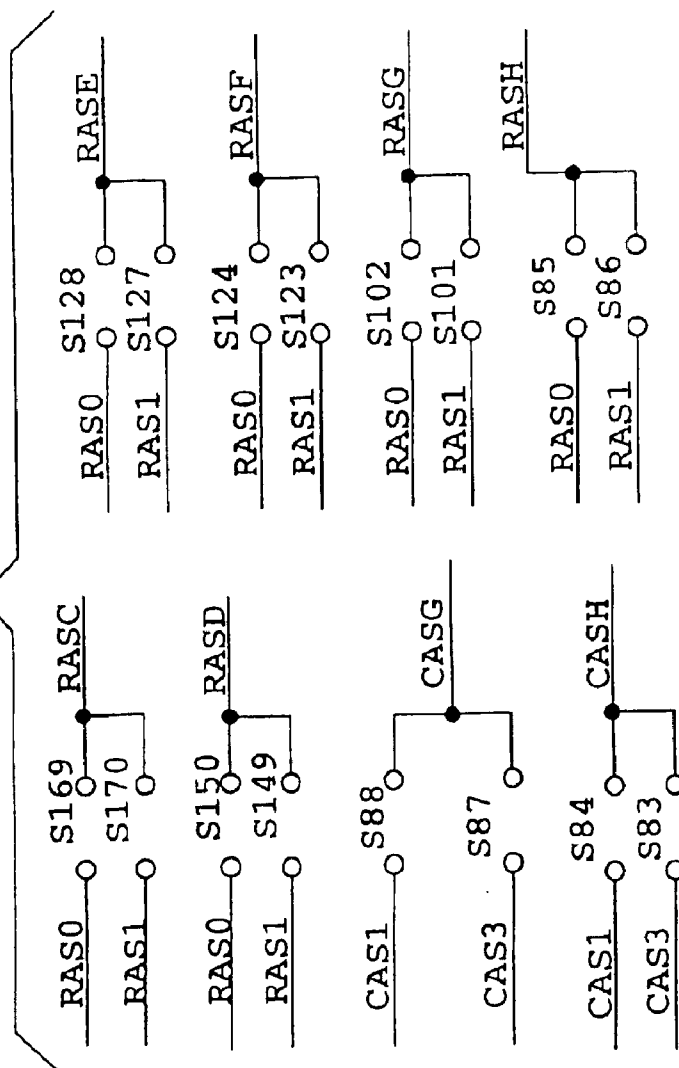 RAS0 S169 RASC
RAS1 S170
RAS0 S150 RASD
RAS1 S149
CAS1 S88 CASG
CAS3 S87
CAS1 S84 CASH
CAS3 S83
RAS0 S128 RASE
RAS1 S127
RAS0 S124 RASF
RAS1 S123
RAS0 S102 RASG
RAS1 S101
RAS0 S85 RASH
RAS1 S86